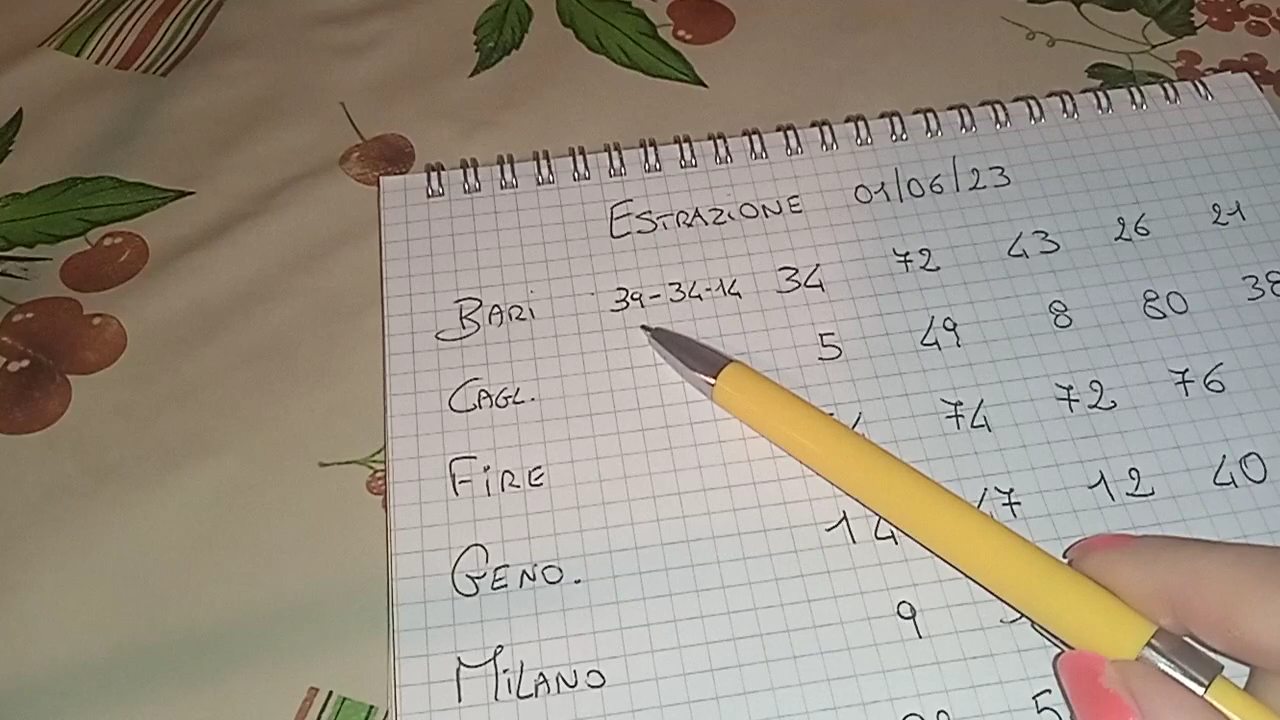 ESTRAZIONE 01/06/23
BARI 39-34-14 34 72 43 26 21
CAGL. 5 49 8 80 38
FIRE 74 72 76
GENO. 14 47 12 40
MILANO 9